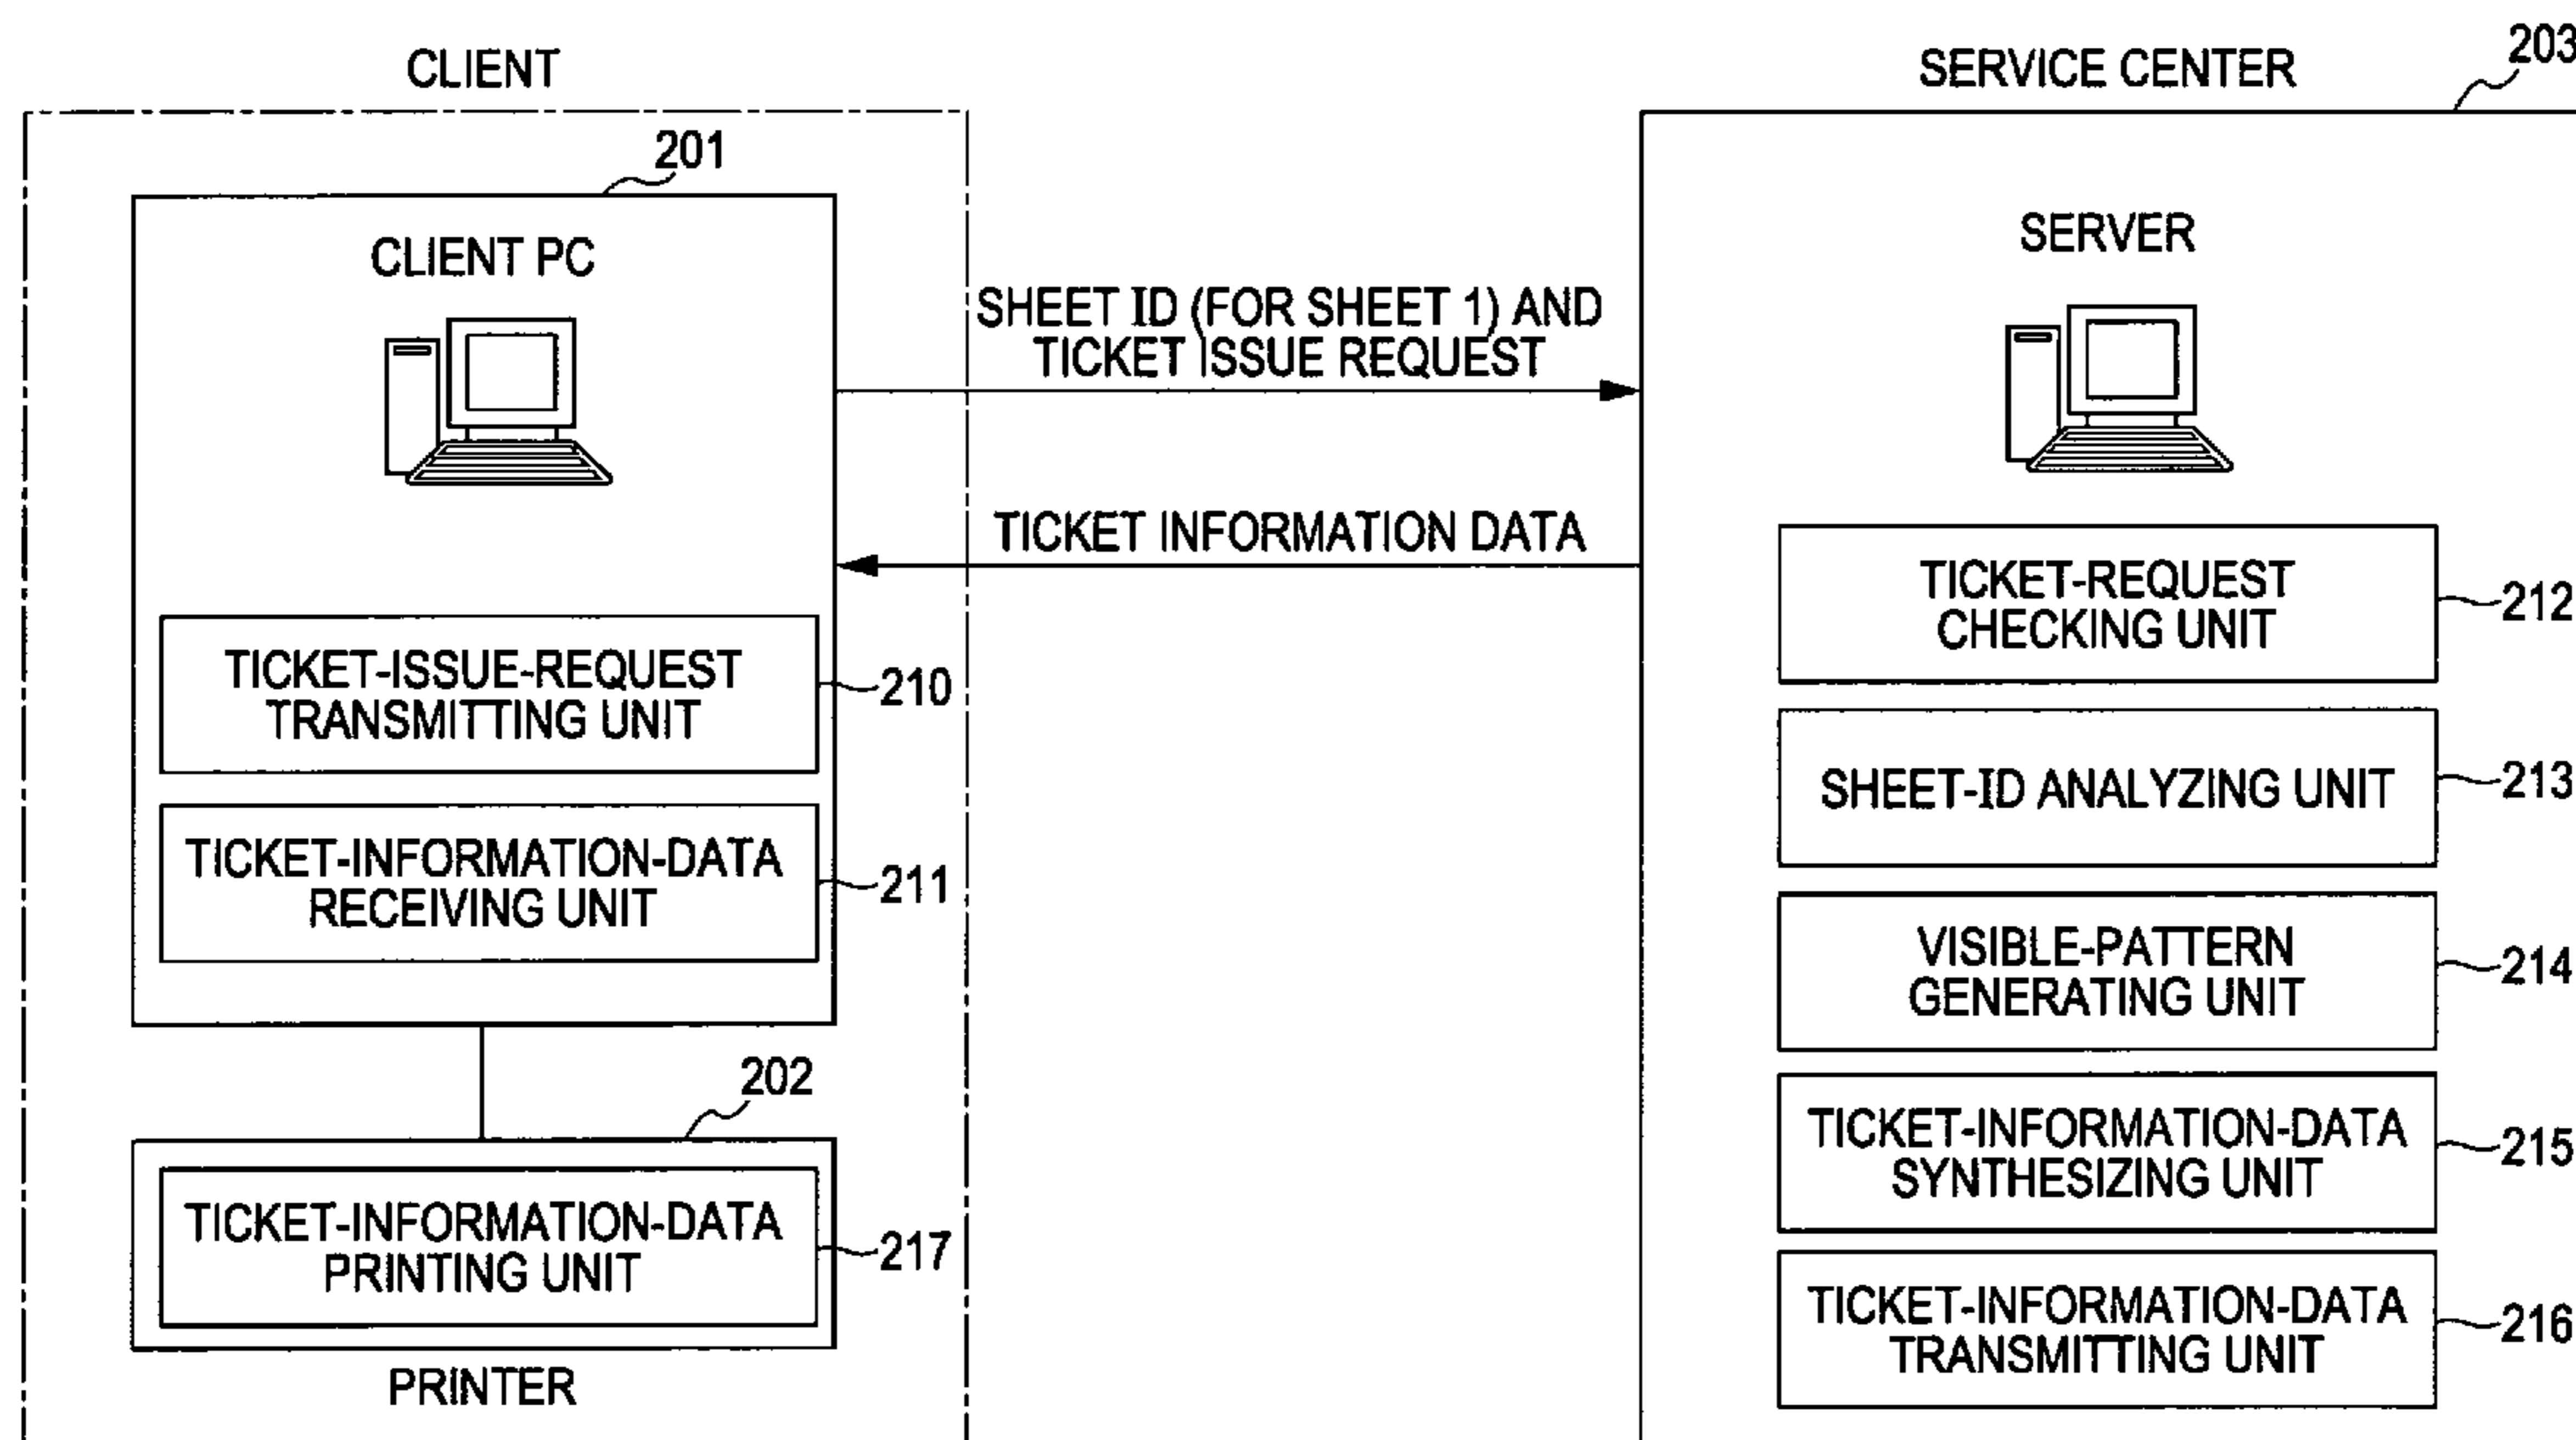 CLIENT
201
CLIENT PC
TICKET-ISSUE-REQUEST
TRANSMITTING UNIT
210
TICKET-INFORMATION-DATA
RECEIVING UNIT
211
202
TICKET-INFORMATION-DATA
PRINTING UNIT
217
PRINTER
SHEET ID (FOR SHEET 1) AND
TICKET ISSUE REQUEST
TICKET INFORMATION DATA
SERVICE CENTER
203
SERVER
TICKET-REQUEST
CHECKING UNIT
212
SHEET-ID ANALYZING UNIT
213
VISIBLE-PATTERN
GENERATING UNIT
214
TICKET-INFORMATION-DATA
SYNTHESIZING UNIT
215
TICKET-INFORMATION-DATA
TRANSMITTING UNIT
216